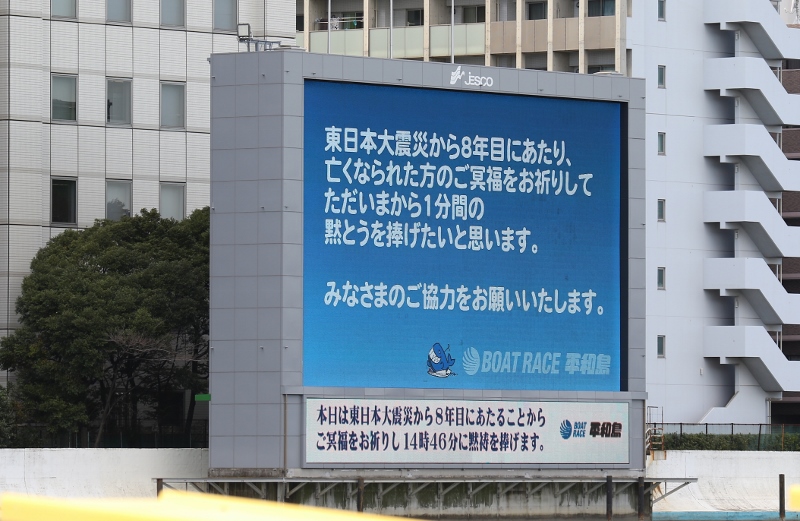 JESCO
東日本大震災から8年目にあたり、
亡くなられた方のご冥福をお祈りして
ただいまから1分間の
黙とうを捧げたいと思います。
みなさまのご協力をお願いいたします。
BOAT RACE 平和島
本日は東日本大震災から8年目にあたることから
ご冥福をお祈りし14時46分に黙祷を捧げます。
BOAT
RACE 平和島